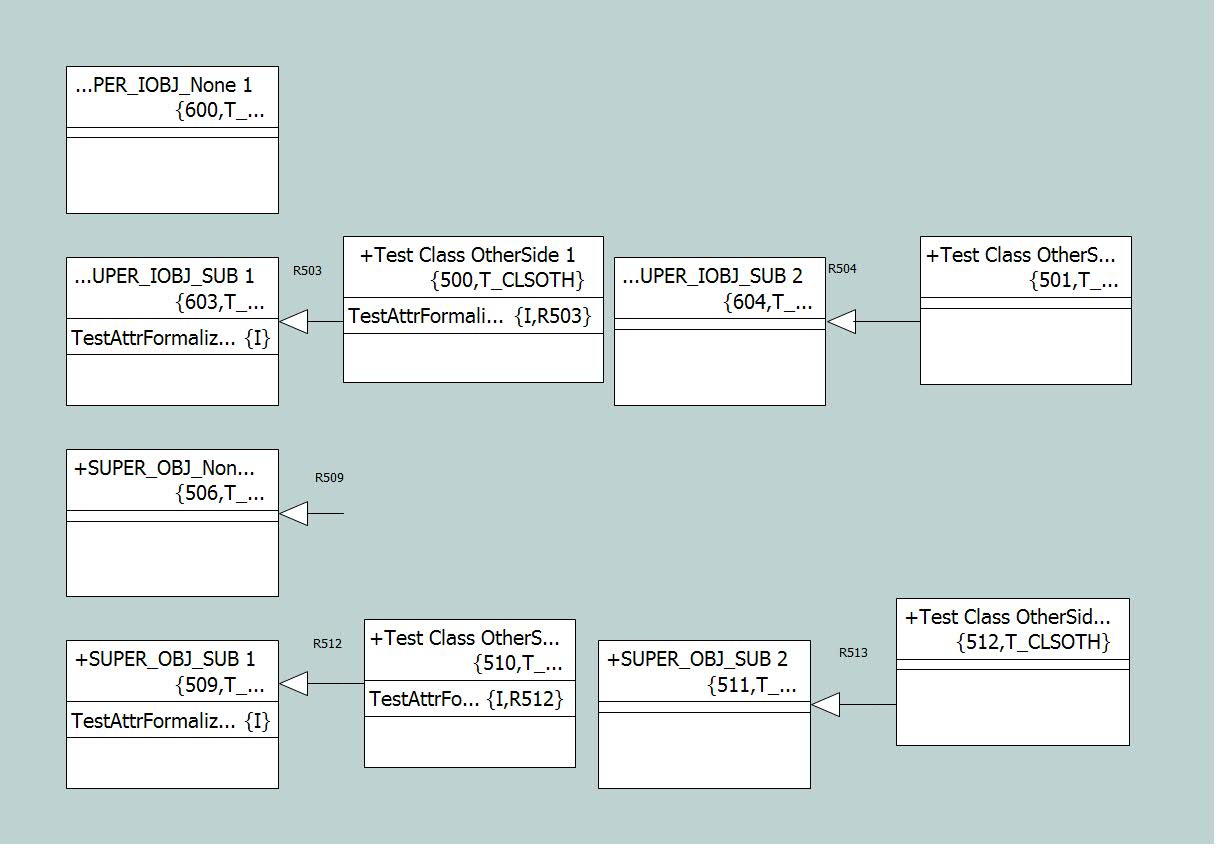 ...PER_IOBJ_None 1
{600,T_...
...UPER_IOBJ_SUB 1
{603,T_...
TestAttrFormaliz... {I}
R503
+Test Class OtherSide 1
{500,T_CLSOTH}
TestAttrFormali... {I,R503}
...UPER_IOBJ_SUB 2
{604,T_...
R504
+Test Class OtherS...
{501,T_...
+SUPER_OBJ_Non...
{506,T_...
R509
+SUPER_OBJ_SUB 1
{509,T_...
TestAttrFormaliz... {I}
R512
+Test Class OtherS...
{510,T_...
TestAttrFo... {I,R512}
+SUPER_OBJ_SUB 2
{511,T_...
R513
+Test Class OtherSid...
{512,T_CLSOTH}